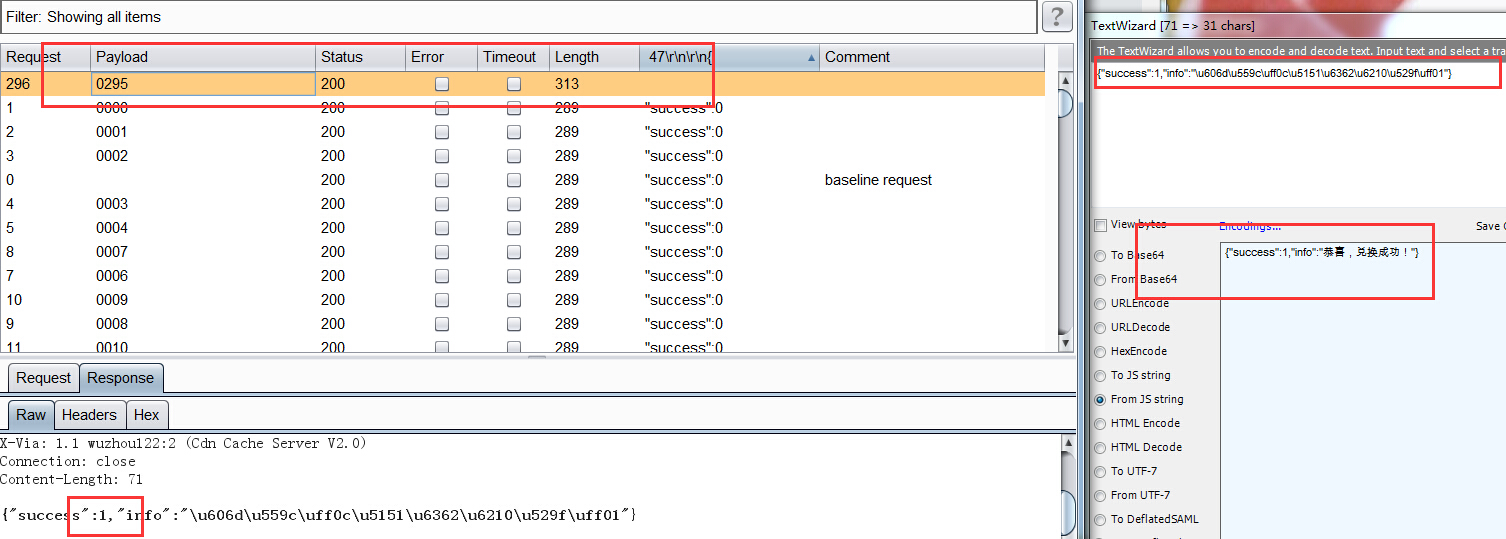 Filter: Showing all items
?
Request Payload Status Error Timeout Length 47\r\n\r\n{ Comment
296 0295 200 313
1 0000 200 289 "success":0
2 0001 200 289 "success":0
3 0002 200 289 "success":0
0 200 289 "success":0 baseline request
4 0003 200 289 "success":0
5 0004 200 289 "success":0
8 0007 200 289 "success":0
7 0006 200 289 "success":0
10 0009 200 289 "success":0
9 0008 200 289 "success":0
11 0010 200 289 "success":0
Request Response
Raw Headers Hex
X-Via: 1.1 wuzhou122:2 (Cdn Cache Server V2.0)
Connection: close
Content-Length: 71
{"success":1,"info":"\u606d\u559c\uff0c\u5151\u6362\u6210\u529f\uff01"}
TextWizard [71 => 31 chars]
The TextWizard allows you to encode and decode text. Input text and select a tra
{"success":1,"info":"\u606d\u559c\uff0c\u5151\u6362\u6210\u529f\uff01"}
View bytes Encodings... Save
To Base64
From Base64
URLEncode
URLDecode
HexEncode
To JS string
From JS string
HTML Encode
HTML Decode
To UTF-7
From UTF-7
To DeflatedSAML
{"success":1,"info":"恭喜，兑换成功！"}